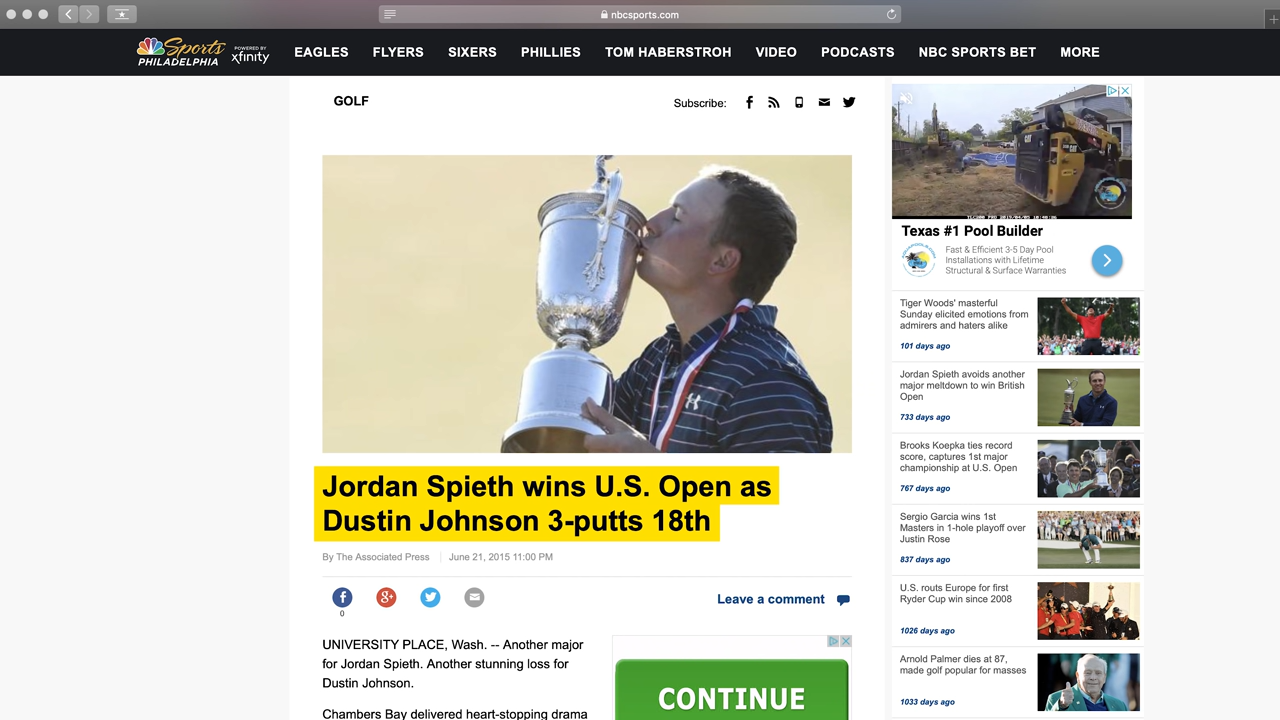 nbcsports.com
Sports
PHILADELPHIA
POWERED BY
xfinity
EAGLES
FLYERS
SIXERS
PHILLIES
TOM HABERSTROH
VIDEO
PODCASTS
NBC SPORTS BET
MORE
GOLF
Subscribe:
Jordan Spieth wins U.S. Open as
Dustin Johnson 3-putts 18th
By The Associated Press
June 21, 2015 11:00 PM
0
Leave a comment
UNIVERSITY PLACE, Wash. -- Another major
for Jordan Spieth. Another stunning loss for
Dustin Johnson.
Chambers Bay delivered heart-stopping drama
CONTINUE
CAT
Texas #1 Pool Builder
Fast & Efficient 3-5 Day Pool
Installations with Lifetime
Structural & Surface Warranties
Tiger Woods' masterful
Sunday elicited emotions from
admirers and haters alike
101 days ago
Jordan Spieth avoids another
major meltdown to win British
Open
733 days ago
Brooks Koepka ties record
score, captures 1st major
championship at U.S. Open
767 days ago
Sergio Garcia wins 1st
Masters in 1-hole playoff over
Justin Rose
837 days ago
U.S. routs Europe for first
Ryder Cup win since 2008
1026 days ago
Arnold Palmer dies at 87,
made golf popular for masses
1033 days ago